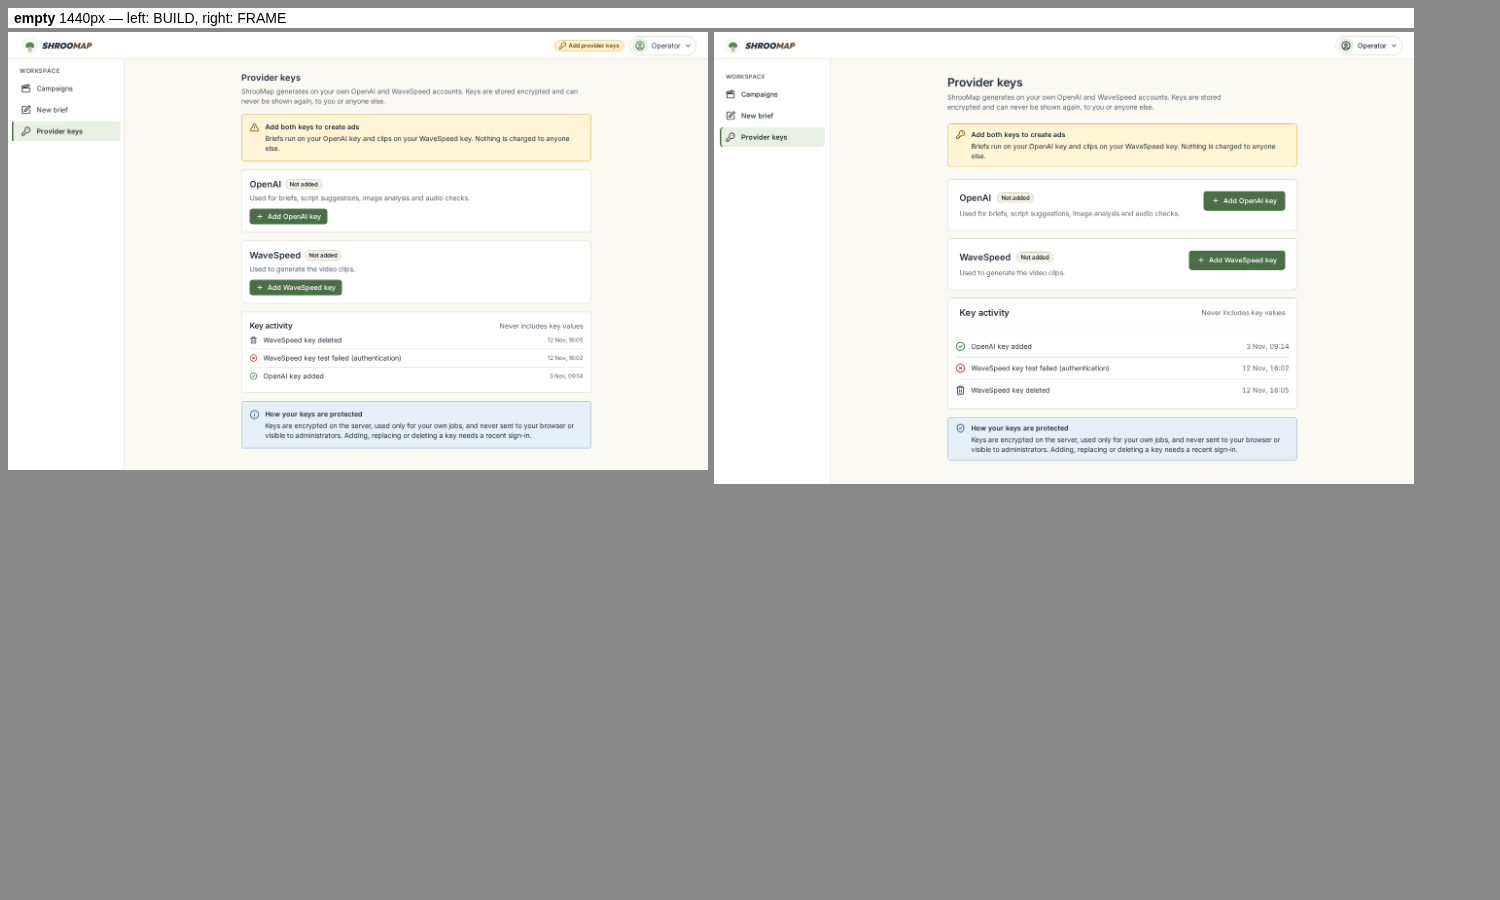 empty 1440px — left: BUILD, right: FRAME
SHROOMAP
Add provider keys
Operator
WORKSPACE
Campaigns
New brief
Provider keys
Provider keys
ShrooMap generates on your own OpenAI and WaveSpeed accounts. Keys are stored encrypted and can
never be shown again, to you or anyone else.
Add both keys to create ads
Briefs run on your OpenAI key and clips on your WaveSpeed key. Nothing is charged to anyone
else.
OpenAI Not added
Used for briefs, script suggestions, image analysis and audio checks.
+ Add OpenAI key
WaveSpeed Not added
Used to generate the video clips.
+ Add WaveSpeed key
Key activity Never includes key values
WaveSpeed key deleted 12 Nov, 16:05
WaveSpeed key test failed (authentication) 12 Nov, 16:02
OpenAI key added 3 Nov, 09:14
How your keys are protected
Keys are encrypted on the server, used only for your own jobs, and never sent to your browser or
visible to administrators. Adding, replacing or deleting a key needs a recent sign-in.
SHROOMAP
Operator
WORKSPACE
Campaigns
New brief
Provider keys
Provider keys
ShrooMap generates on your own OpenAI and WaveSpeed accounts. Keys are stored
encrypted and can never be shown again, to you or anyone else.
Add both keys to create ads
Briefs run on your OpenAI key and clips on your WaveSpeed key. Nothing is charged to anyone
else.
OpenAI Not added
+ Add OpenAI key
Used for briefs, script suggestions, image analysis and audio checks.
WaveSpeed Not added
+ Add WaveSpeed key
Used to generate the video clips.
Key activity Never includes key values
OpenAI key added 3 Nov, 09:14
WaveSpeed key test failed (authentication) 12 Nov, 16:02
WaveSpeed key deleted 12 Nov, 16:05
How your keys are protected
Keys are encrypted on the server, used only for your own jobs, and never sent to your browser or
visible to administrators. Adding, replacing or deleting a key needs a recent sign-in.